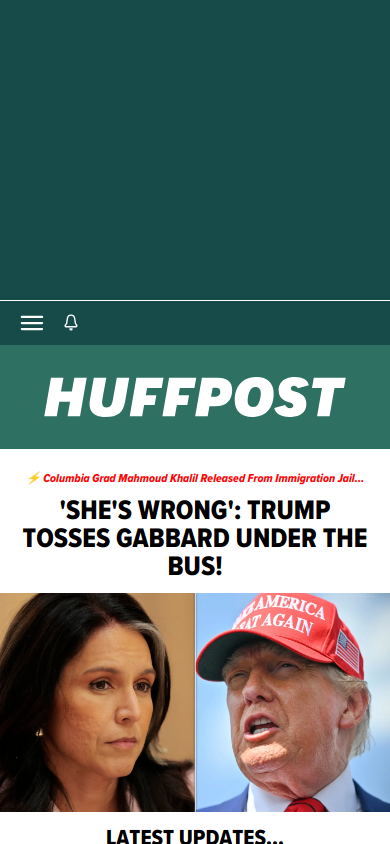 HUFFPOST
⚡ Columbia Grad Mahmoud Khalil Released From Immigration Jail...
'SHE'S WRONG': TRUMP
TOSSES GABBARD UNDER THE
BUS!
AMERICA
AT AGAIN
LATEST UPDATES...